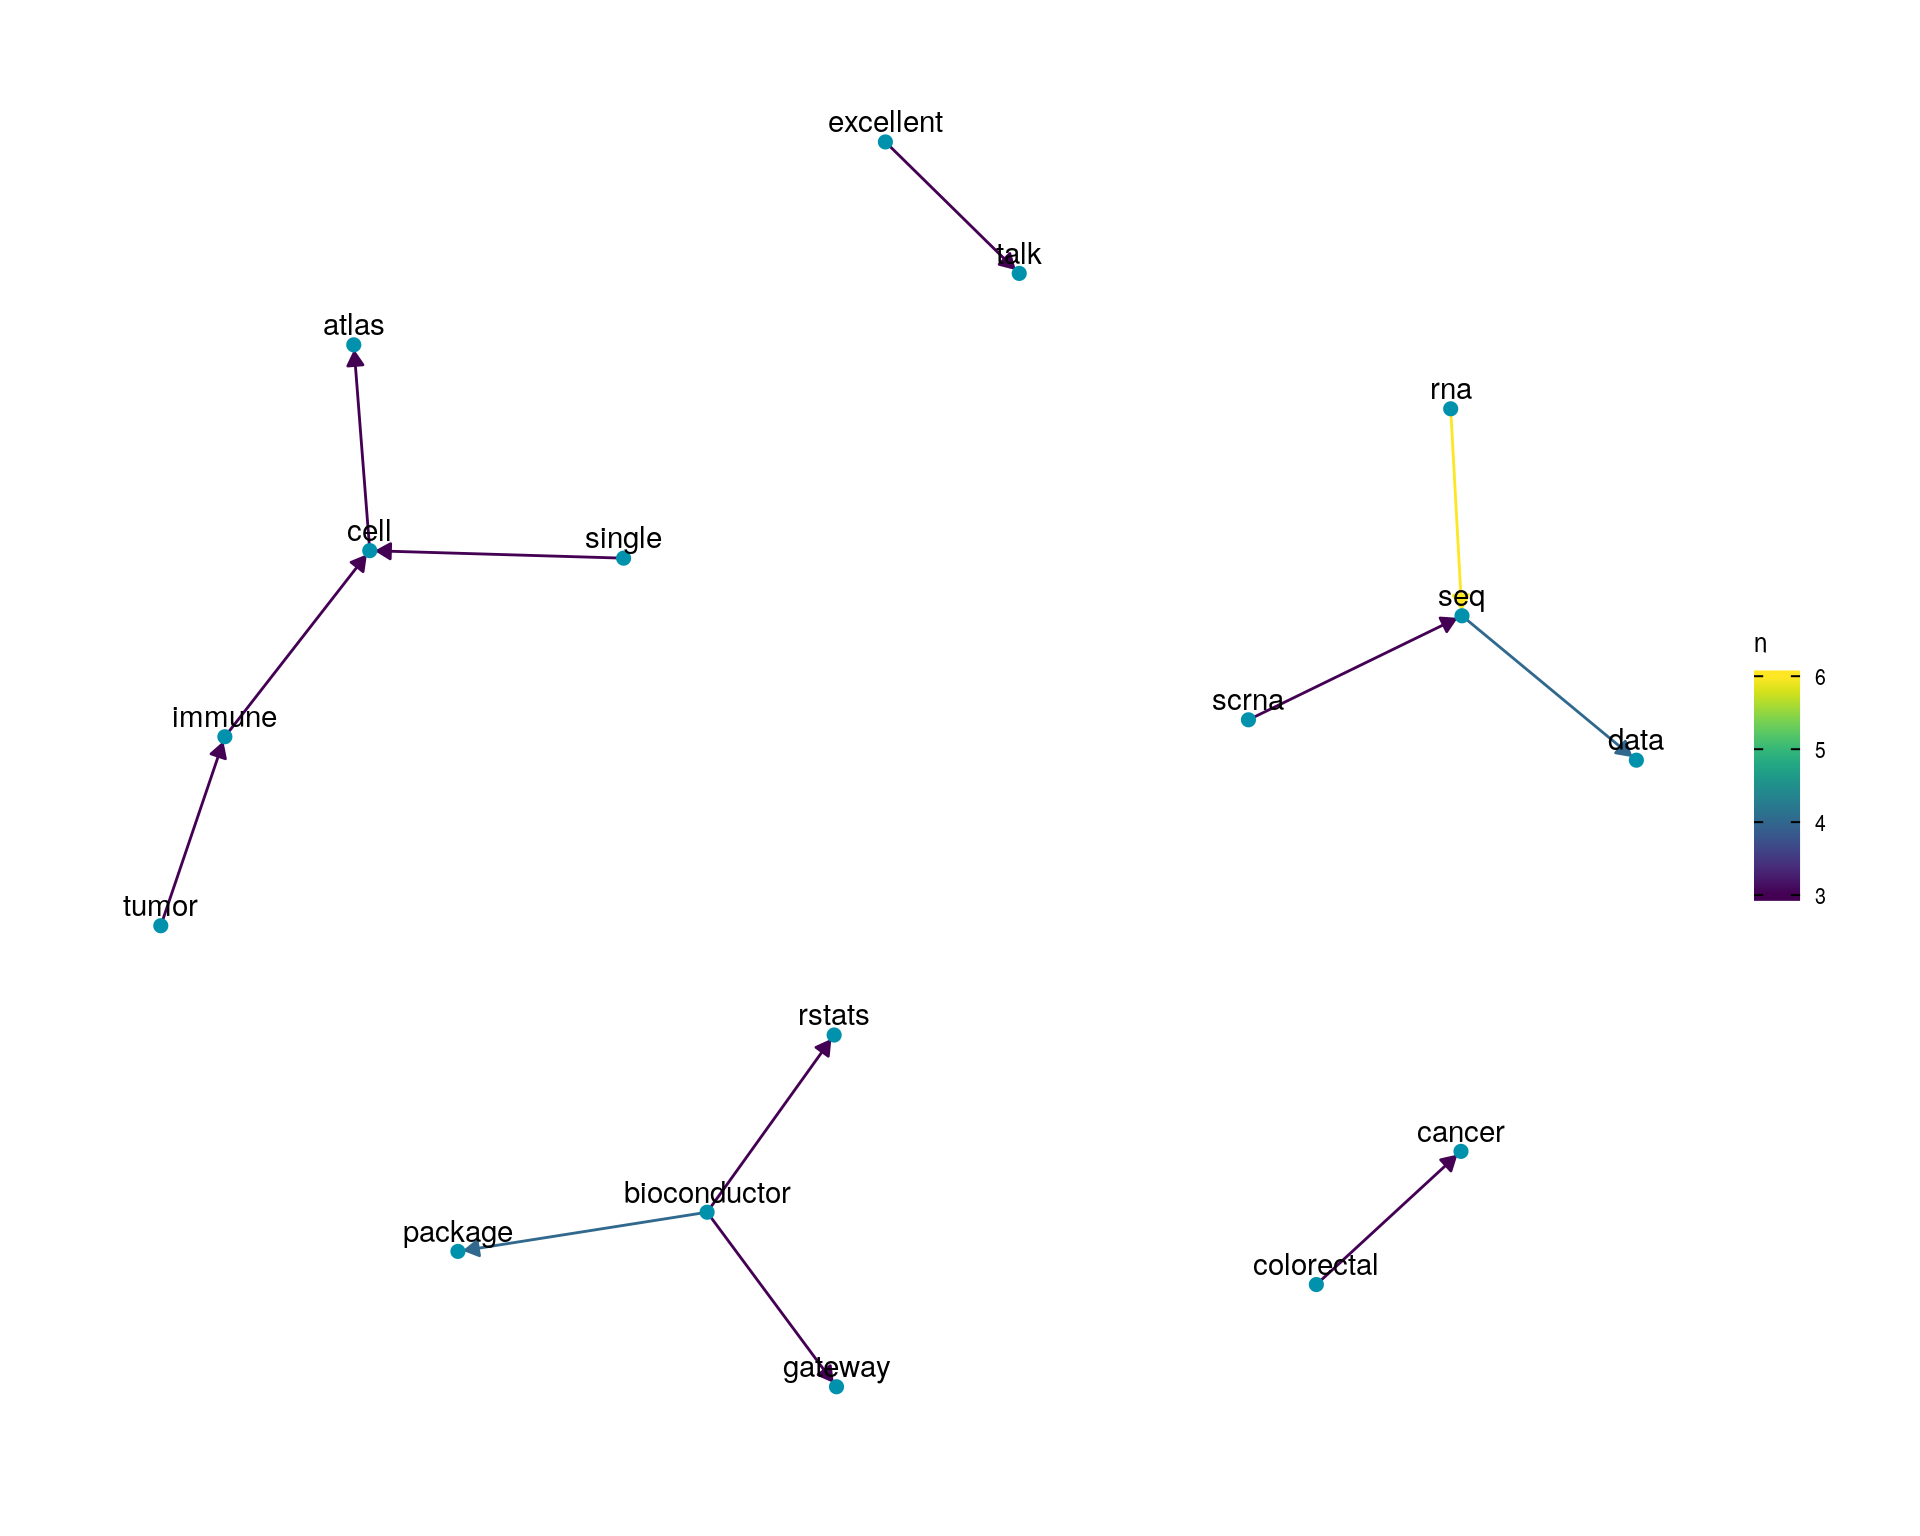 excellent
talk
atlas
rna
cell
single
seq
n
6
5
4
3
scrna
immune
data
tumor
rstats
cancer
bioconductor
package
colorectal
gateway